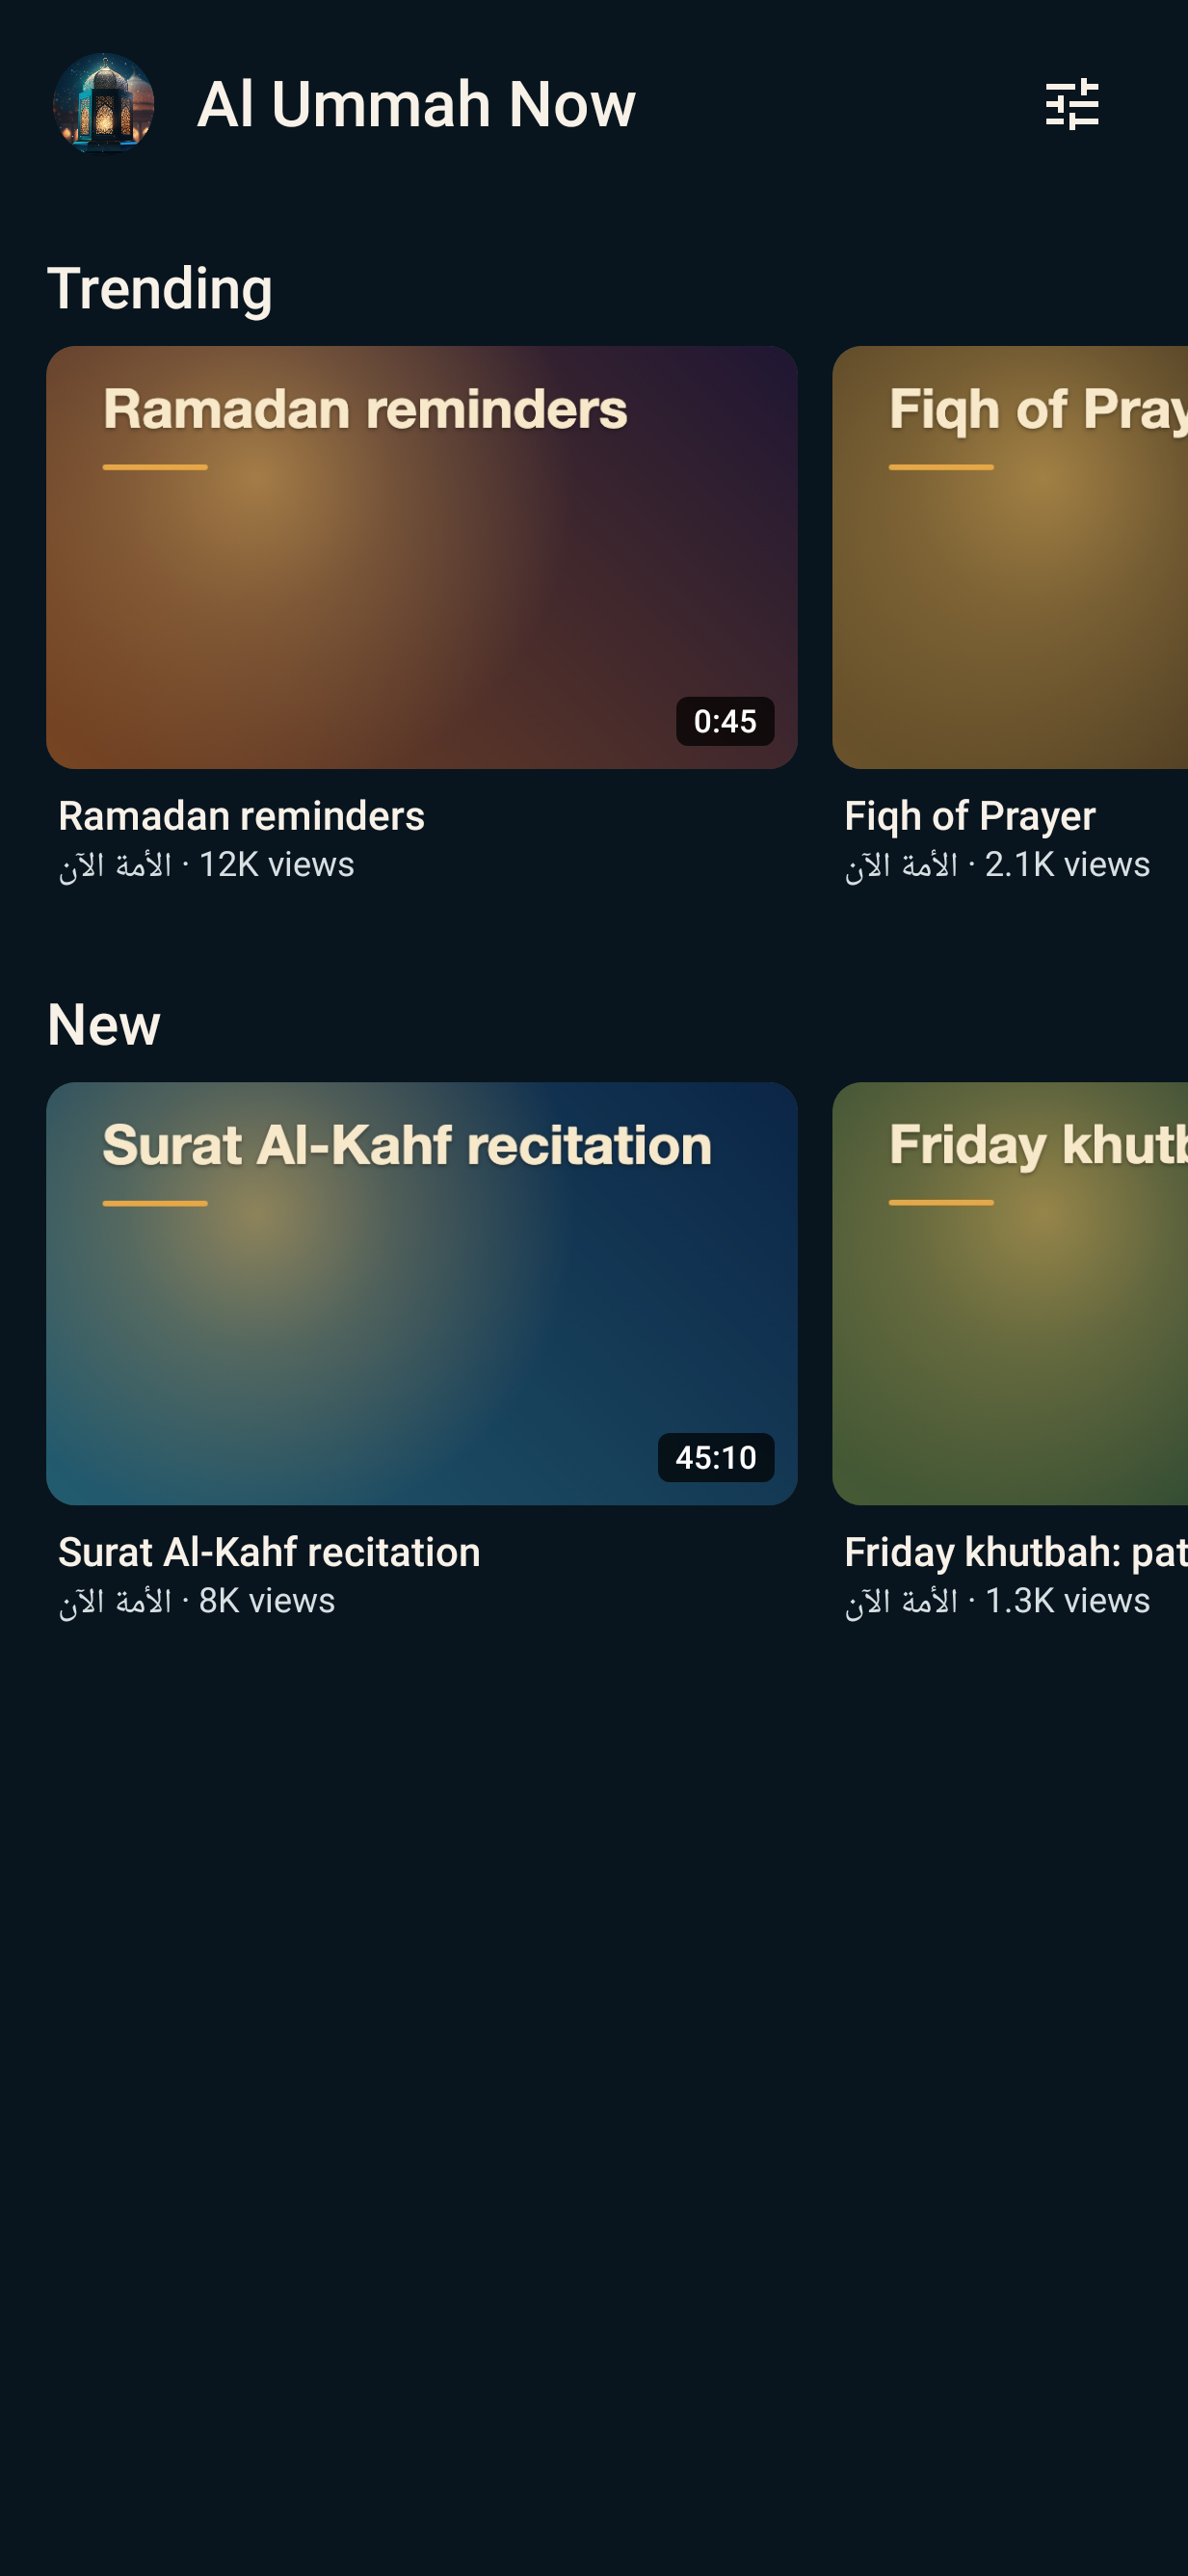 Al Ummah Now
Trending
Ramadan reminders
0:45
Ramadan reminders
الأمة الآن · 12K views
Fiqh of Pray
Fiqh of Prayer
الأمة الآن · 2.1K views
New
Surat Al-Kahf recitation
45:10
Surat Al-Kahf recitation
الأمة الآن · 8K views
Friday khutb
Friday khutbah: pat
الأمة الآن · 1.3K views